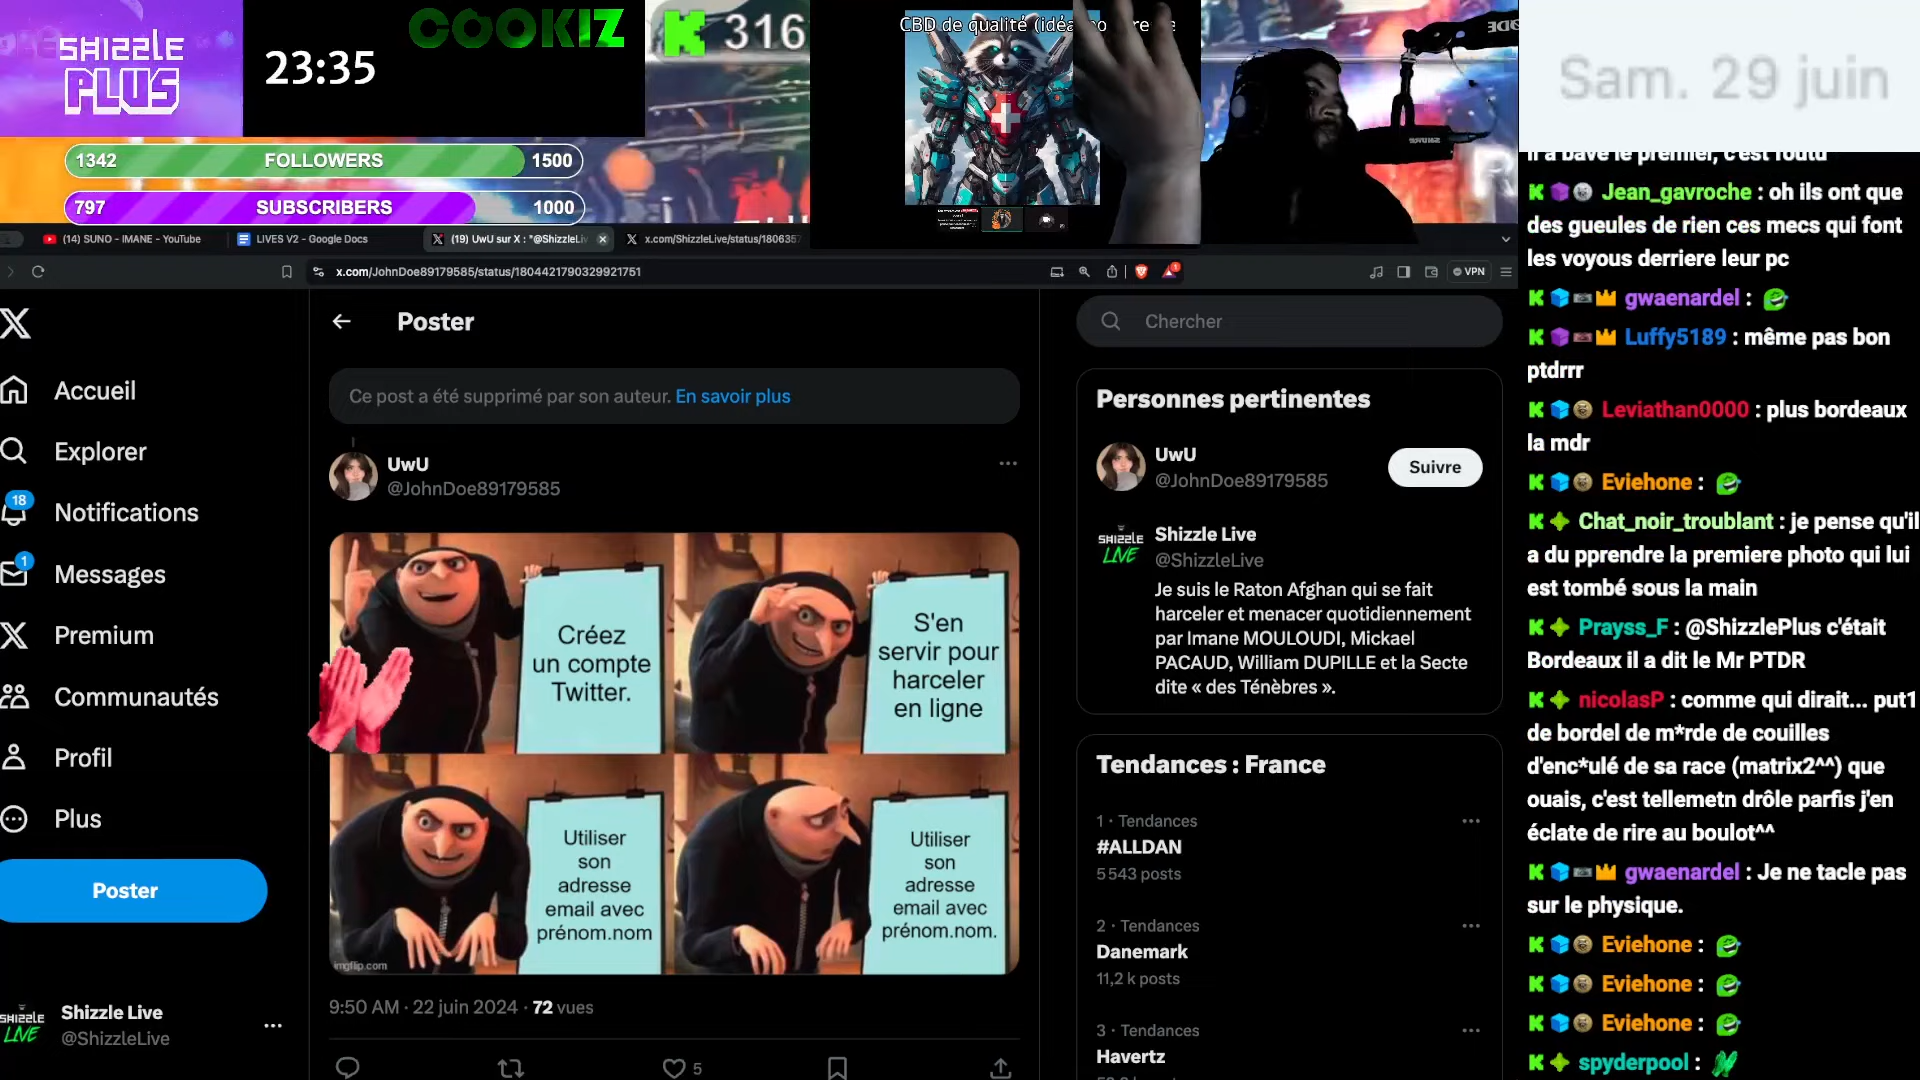 SHIZZLE
PLUS
23:35
COOKIZ
316
CBD de qualité
Sam. 29 juin
1342 FOLLOWERS 1500
797 SUBSCRIBERS 1000
(14) SUNO - IMANE - YouTube
LIVES V2 - Google Docs
(19) UwU sur X : "@ShizzleLiv
x.com/ShizzleLive/status/1806357
x.com/JohnDoe89179585/status/1804421790329921751
VPN
Accueil
Explorer
18
Notifications
1
Messages
Premium
Communautés
Profil
Plus
Poster
SHIZZLE
LIVE
Shizzle Live
@ShizzleLive
Poster
Ce post a été supprimé par son auteur. En savoir plus
UwU
@JohnDoe89179585
Créez
un compte
Twitter.
S'en
servir pour
harceler
en ligne
Utiliser
son
adresse
email avec
prénom.nom
Utiliser
son
adresse
email avec
prénom.nom.
imgflip.com
9:50 AM · 22 juin 2024 · 72 vues
5
Chercher
Personnes pertinentes
UwU
@JohnDoe89179585
Suivre
SHIZZLE
LIVE
Shizzle Live
@ShizzleLive
Je suis le Raton Afghan qui se fait
harceler et menacer quotidiennement
par Imane MOULOUDI, Mickael
PACAUD, William DUPILLE et la Secte
dite « des Ténèbres ».
Tendances : France
1 · Tendances
#ALLDAN
5 543 posts
2 · Tendances
Danemark
11,2 k posts
3 · Tendances
Havertz
il a bavé le premier, c'est foutu
Jean_gavroche : oh ils ont que
des gueules de rien ces mecs qui font
les voyous derriere leur pc
gwaenardel :
Luffy5189 : même pas bon
ptdrrr
Leviathan0000 : plus bordeaux
la mdr
Eviehone :
Chat_noir_troublant : je pense qu'il
a du pprendre la premiere photo qui lui
est tombé sous la main
Prayss_F : @ShizzlePlus c'était
Bordeaux il a dit le Mr PTDR
nicolasP : comme qui dirait... put1
de bordel de m*rde de couilles
d'enc*ulé de sa race (matrix2^^) que
ouais, c'est tellemetn drôle parfis j'en
éclate de rire au boulot^^
gwaenardel : Je ne tacle pas
sur le physique.
Eviehone :
Eviehone :
Eviehone :
spyderpool :